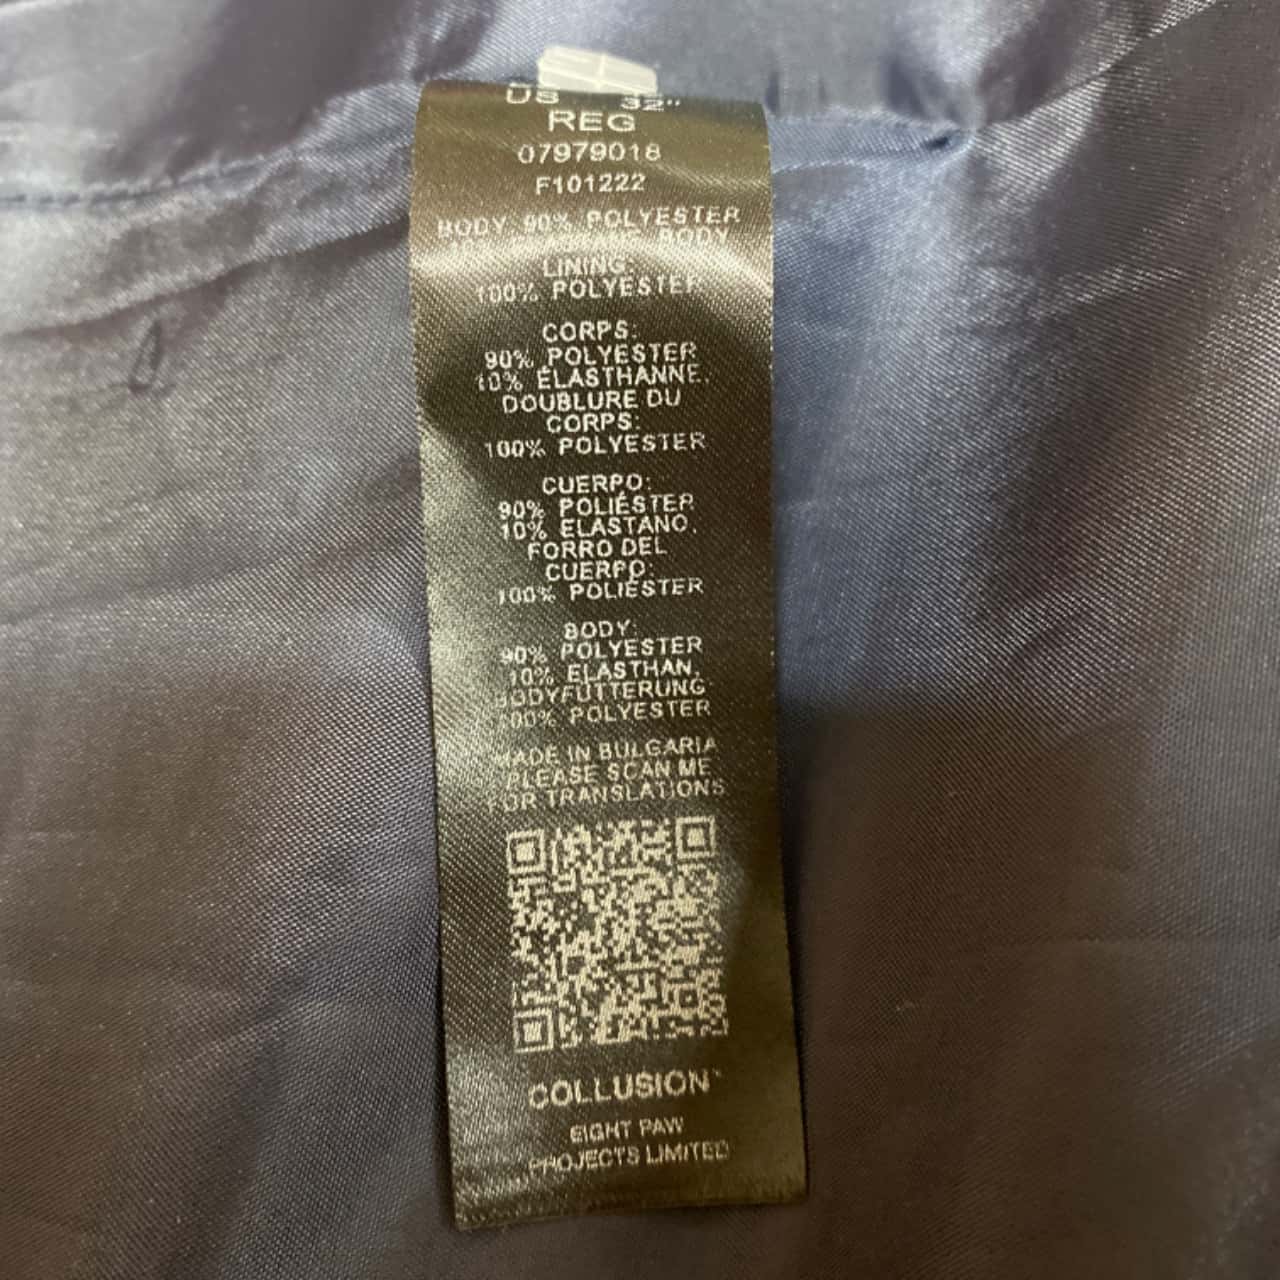 US 32"
REG
07979018
F101222
BODY 90% POLYESTER
BODY
LINING:
100% POLYESTER
CORPS:
90% POLYESTER
10% ÉLASTHANNE.
DOUBLURE DU
CORPS:
100% POLYESTER
CUERPO:
90% POLIÉSTER
10% ELASTANO.
FORRO DEL
CUERPO:
100% POLIÉSTER
BODY:
90% POLYESTER
10% ELASTHAN.
BODYFUTTERUNG:
100% POLYESTER
MADE IN BULGARIA
PLEASE SCAN ME
FOR TRANSLATIONS
COLLUSION™
EIGHT PAW
PROJECTS LIMITED